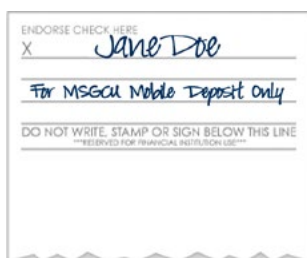 ENDORSE CHECK HERE
X Jane Doe
For MSGCU Mobile Deposit Only
DO NOT WRITE, STAMP OR SIGN BELOW THIS LINE
***RESERVED FOR FINANCIAL INSTITUTION USE***